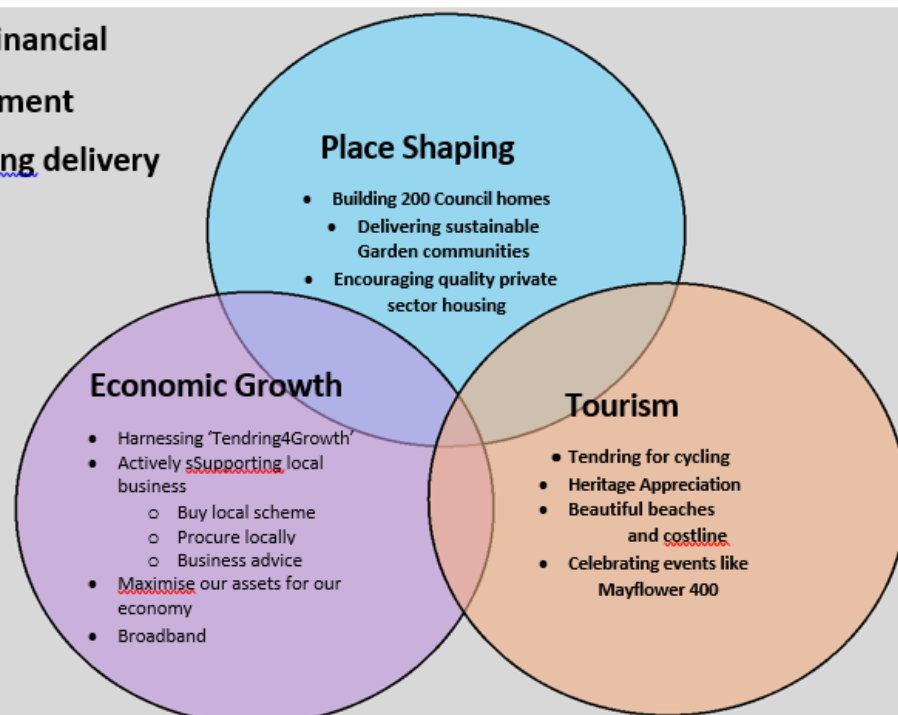 inancial
ment
ng delivery
Place Shaping
• Building 200 Council homes
• Delivering sustainable
Garden communities
• Encouraging quality private
sector housing
Economic Growth
• Harnessing ‘Tendring4Growth’
• Actively sSupporting local
business
o Buy local scheme
o Procure locally
o Business advice
• Maximise our assets for our
economy
• Broadband
Tourism
• Tendring for cycling
• Heritage Appreciation
• Beautiful beaches
and costline
• Celebrating events like
Mayflower 400